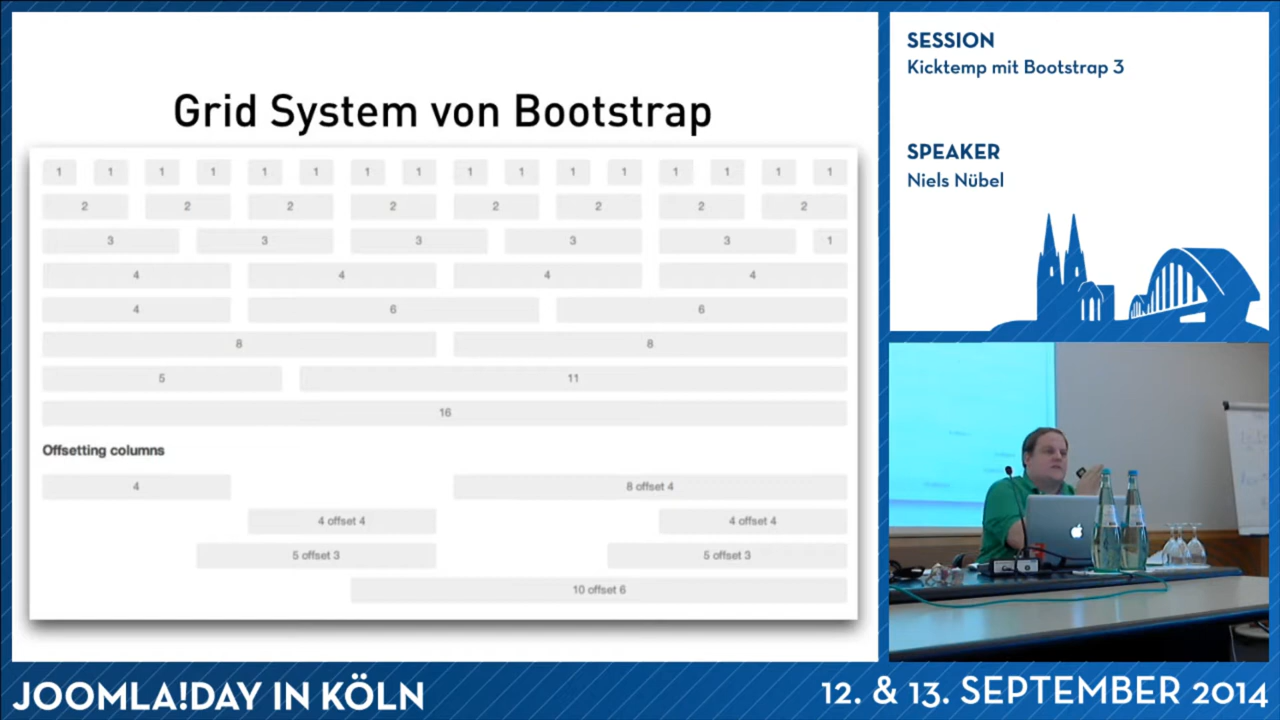 Grid System von Bootstrap
1 1 1 1 1 1 1 1 1 1 1 1 1 1 1 1
2 2 2 2 2 2 2 2
3 3 3 3 3 1
4 4 4 4
4 6 6
8 8
5 11
16
Offsetting columns
4 8 offset 4
4 offset 4 4 offset 4
5 offset 3 5 offset 3
10 offset 6
SESSION
Kicktemp mit Bootstrap 3
SPEAKER
Niels Nübel
JOOMLA!DAY IN KÖLN
12. & 13. SEPTEMBER 2014